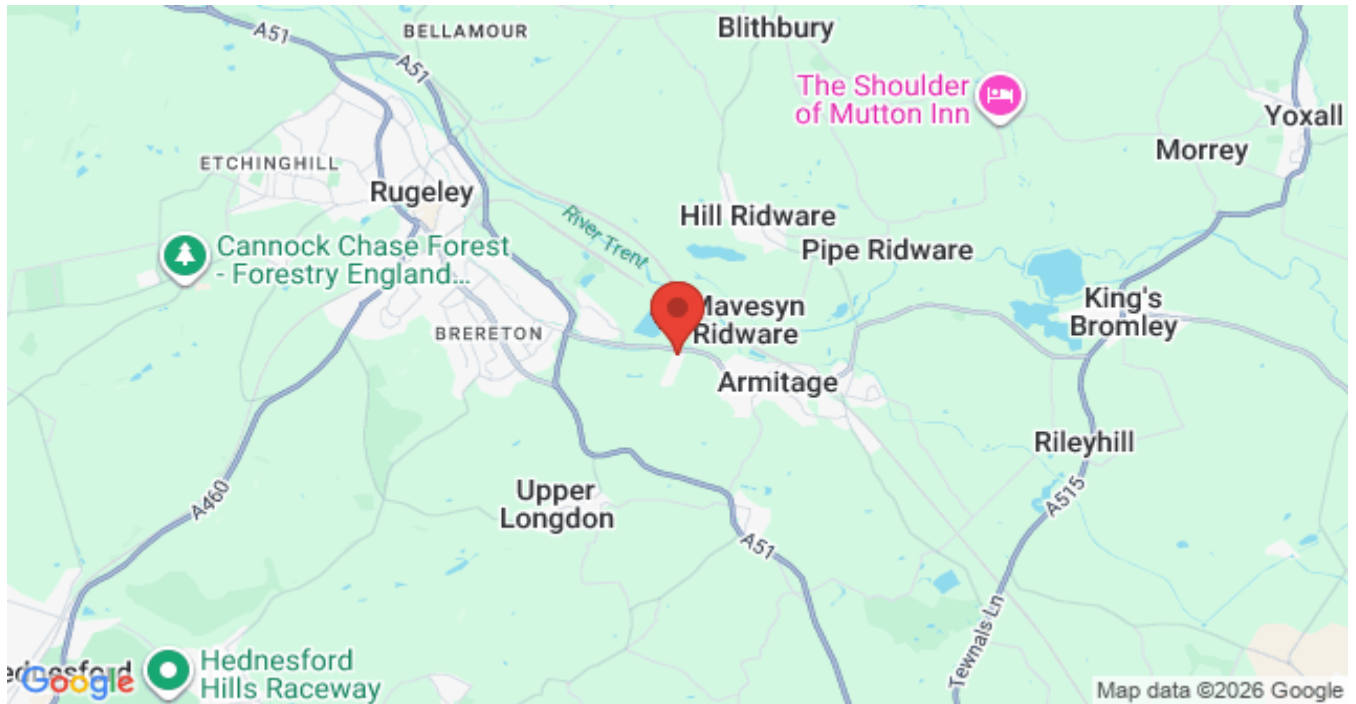 A51
BELLAMOUR
Blithbury
A51
The Shoulder
of Mutton Inn
Yoxall
Morrey
ETCHINGHILL
Rugeley
River Trent
Hill Ridware
Pipe Ridware
Cannock Chase Forest
- Forestry England...
Mavesyn
Ridware
King's
Bromley
BRERETON
Armitage
Rileyhill
A460
Upper
Longdon
A515
A51
Tewnals Ln
Hednesford
Hills Raceway
Google
Map data ©2026 Google